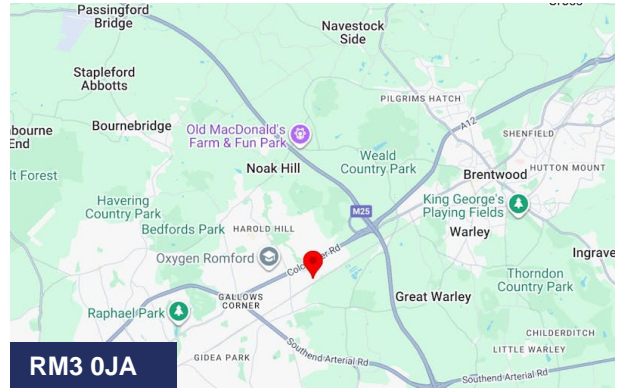 Passingford
Bridge
Navestock
Side
Stapleford
Abbotts
PILGRIMS HATCH
A12
Bournebridge
Old MacDonald's
Farm & Fun Park
SHENFIELD
End
Weald
Country Park
Noak Hill
HUTTON MOUNT
lt Forest
Brentwood
Havering
Country Park
King George's
Playing Fields
M25
Bedfords Park
HAROLD HILL
Warley
Oxygen Romford
Ingrave
Thorndon
Country Park
GALLOWS
CORNER
Great Warley
Raphael Park
CHILDERDITCH
LITTLE WARLEY
GIDEA PARK
Southend Arterial Rd
Southend Arterial Rd
RM3 0JA